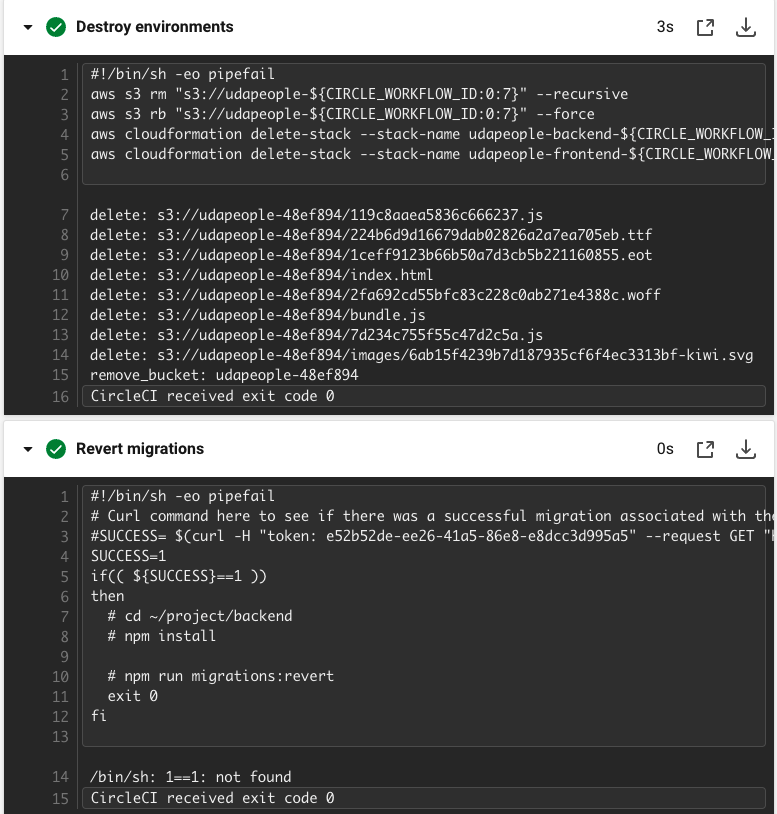 Destroy environments 3s
1 #!/bin/sh -eo pipefail
2 aws s3 rm "s3://udapeople-${CIRCLE_WORKFLOW_ID:0:7}" --recursive
3 aws s3 rb "s3://udapeople-${CIRCLE_WORKFLOW_ID:0:7}" --force
4 aws cloudformation delete-stack --stack-name udapeople-backend-${CIRCLE_WORKFLOW_
5 aws cloudformation delete-stack --stack-name udapeople-frontend-${CIRCLE_WORKFLOW_
6
7 delete: s3://udapeople-48ef894/119c8aaea5836c666237.js
8 delete: s3://udapeople-48ef894/224b6d9d16679dab02826a2a7ea705eb.ttf
9 delete: s3://udapeople-48ef894/1ceff9123b66b50a7d3cb5b221160855.eot
10 delete: s3://udapeople-48ef894/index.html
11 delete: s3://udapeople-48ef894/2fa692cd55bfc83c228c0ab271e4388c.woff
12 delete: s3://udapeople-48ef894/bundle.js
13 delete: s3://udapeople-48ef894/7d234c755f55c47d2c5a.js
14 delete: s3://udapeople-48ef894/images/6ab15f4239b7d187935cf6f4ec3313bf-kiwi.svg
15 remove_bucket: udapeople-48ef894
16 CircleCI received exit code 0
Revert migrations 0s
1 #!/bin/sh -eo pipefail
2 # Curl command here to see if there was a successful migration associated with the
3 #SUCCESS= $(curl -H "token: e52b52de-ee26-41a5-86e8-e8dcc3d995a5" --request GET "
4 SUCCESS=1
5 if(( ${SUCCESS}==1 ))
6 then
7 # cd ~/project/backend
8 # npm install
9
10 # npm run migrations:revert
11 exit 0
12 fi
13
14 /bin/sh: 1==1: not found
15 CircleCI received exit code 0